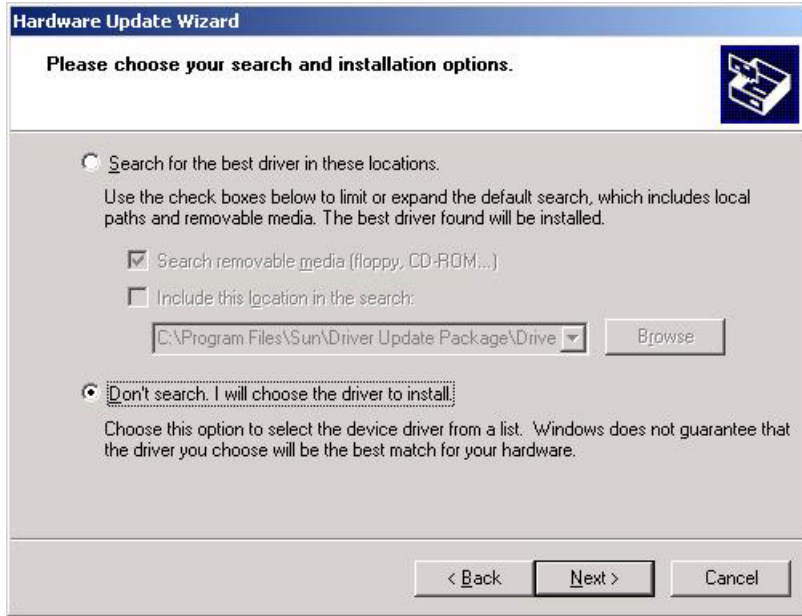 Hardware Update Wizard
Please choose your search and installation options.
Search for the best driver in these locations.
Use the check boxes below to limit or expand the default search, which includes local
paths and removable media. The best driver found will be installed.
Search removable media (floppy, CD-ROM...)
Include this location in the search:
C:\Program Files\Sun\Driver Update Package\Drive
Browse
Don't search. I will choose the driver to install.
Choose this option to select the device driver from a list. Windows does not guarantee that
the driver you choose will be the best match for your hardware.
< Back Next > Cancel